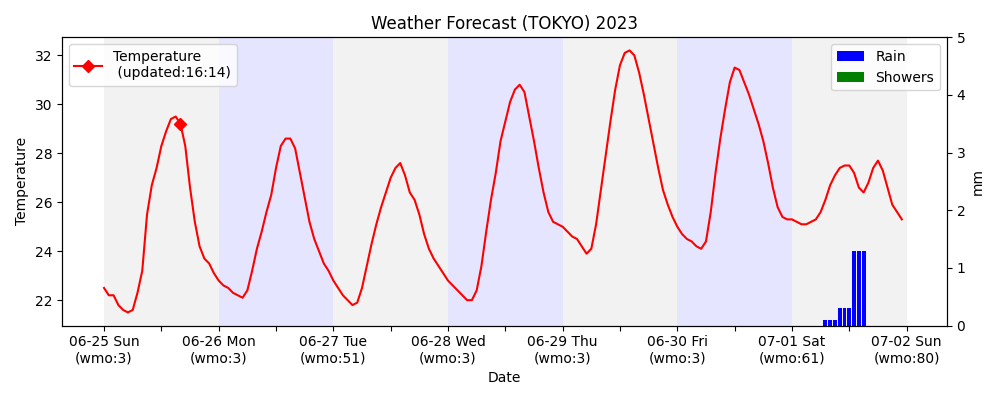 Weather Forecast (TOKYO) 2023
Temperature
(updated:16:14)
Rain
Showers
32
30
28
26
24
22
Temperature
5
4
3
2
1
0
mm
06-25 Sun
(wmo:3)
06-26 Mon
(wmo:3)
06-27 Tue
(wmo:51)
06-28 Wed
(wmo:3)
06-29 Thu
(wmo:3)
06-30 Fri
(wmo:3)
07-01 Sat
(wmo:61)
07-02 Sun
(wmo:80)
Date